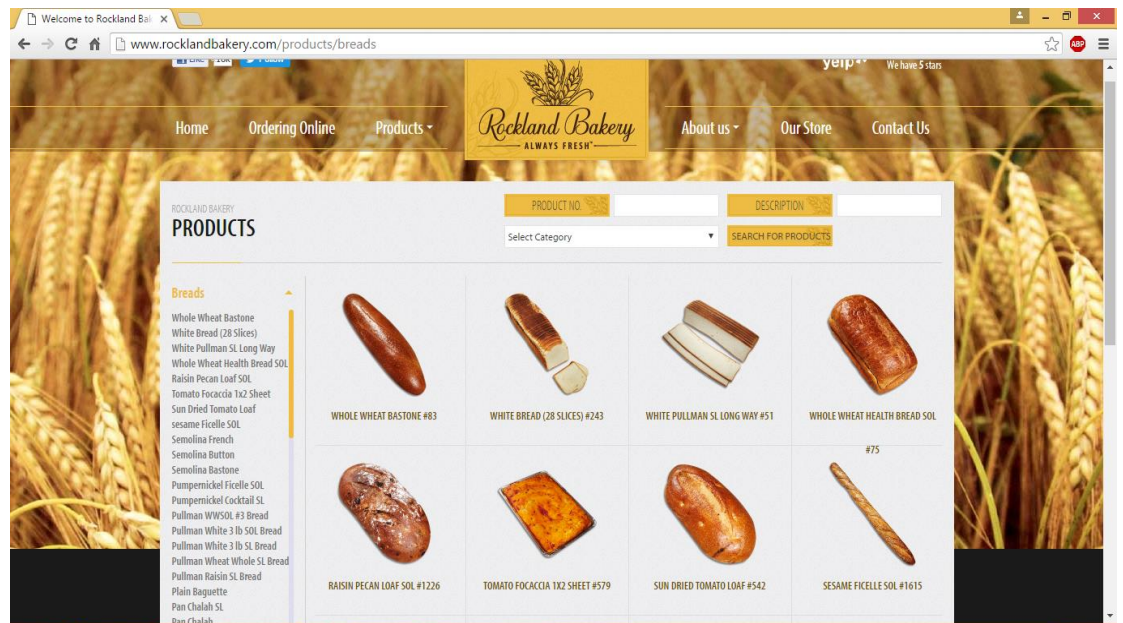 Welcome to Rockland Bak
www.rocklandbakery.com/products/breads
ABP
Like 20K Follow
yelp
We have 5 stars
Home Ordering Online Products About us Our Store Contact Us
Rockland Bakery
ALWAYS FRESH
ROCKLAND BAKERY
PRODUCTS
PRODUCT NO. DESCRIPTION
Select Category SEARCH FOR PRODUCTS
Breads
Whole Wheat Bastone
White Bread (28 Slices)
White Pullman SL Long Way
Whole Wheat Health Bread SOL
Raisin Pecan Loaf SOL
Tomato Focaccia 1x2 Sheet
Sun Dried Tomato Loaf
sesame Ficelle SOL
Semolina French
Semolina Button
Semolina Bastone
Pumpernickel Ficelle SOL
Pumpernickel Cocktail SL
Pullman WWSOL #3 Bread
Pullman White 3 lb SOL Bread
Pullman White 3 lb SL Bread
Pullman Wheat Whole SL Bread
Pullman Raisin SL Bread
Plain Baguette
Pan Chalah SL
Pan Chalah
WHOLE WHEAT BASTONE #83
WHITE BREAD (28 SLICES) #243
WHITE PULLMAN SL LONG WAY #51
WHOLE WHEAT HEALTH BREAD SOL
#75
RAISIN PECAN LOAF SOL #1226
TOMATO FOCACCIA 1X2 SHEET #579
SUN DRIED TOMATO LOAF #542
SESAME FICELLE SOL #1615